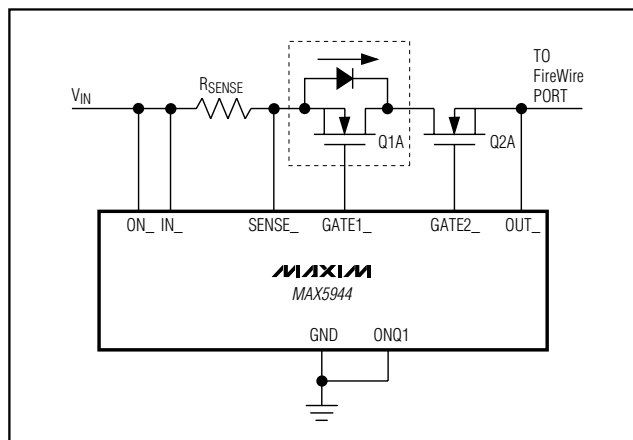 TO
FireWire
PORT
VIN
RSENSE
Q1A
Q2A
ON_ IN_ SENSE_ GATE1_ GATE2_ OUT_
MAXIM
MAX5944
GND ONQ1